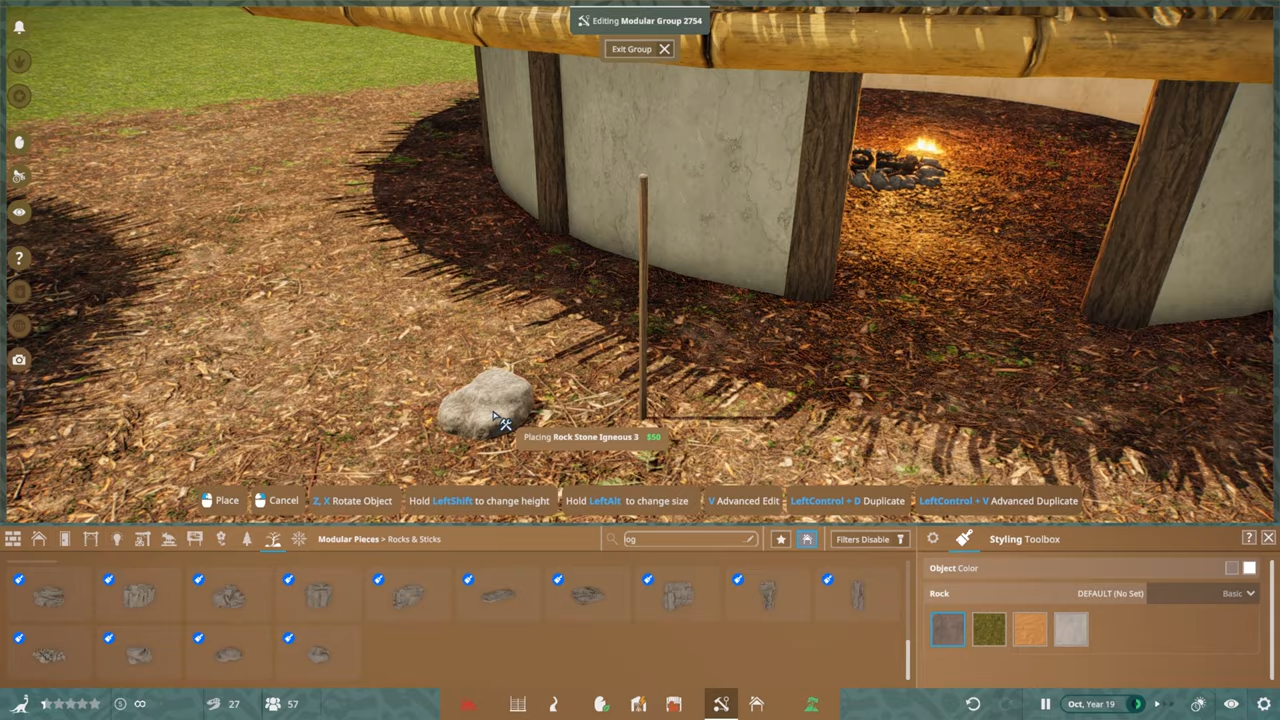 Editing Modular Group 2754
Exit Group
Placing Rock Stone Igneous 3 $50
Place Cancel Z, X Rotate Object Hold LeftShift to change height Hold LeftAlt to change size V Advanced Edit LeftControl + D Duplicate LeftControl + V Advanced Duplicate
Modular Pieces > Rocks & Sticks
Filters Disable
Styling Toolbox
?
Object Color
Rock DEFAULT (No Set) Basic
?
27
57
Oct, Year 19